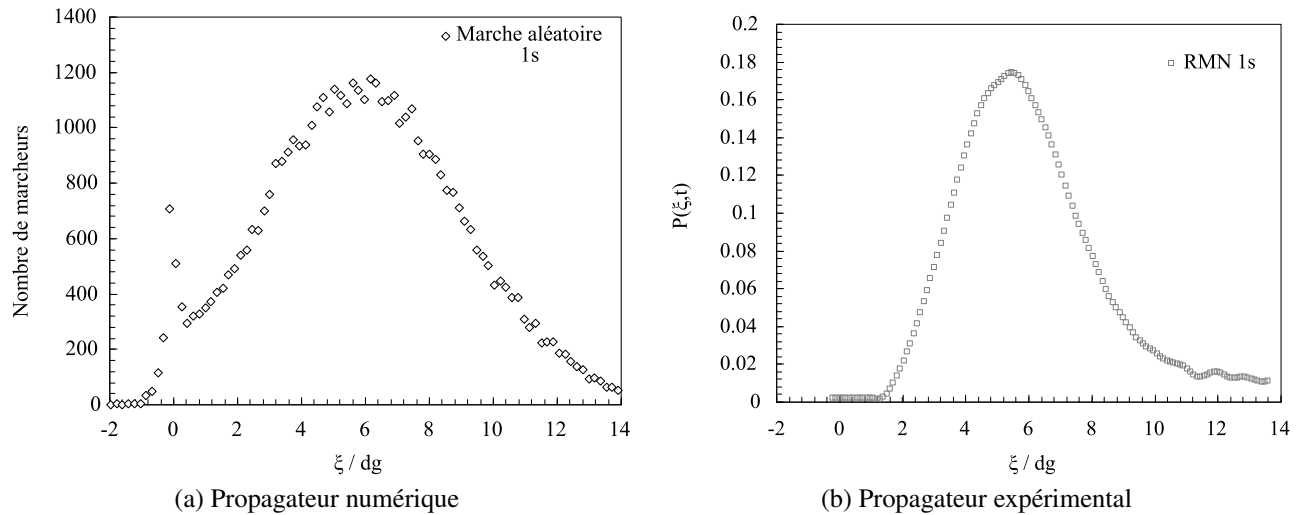 1400
1200
1000
800
600
400
200
0
Nombre de marcheurs
Marche aléatoire
1s
-2 0 2 4 6 8 10 12 14
ξ / dg
(a) Propagateur numérique
0.2
0.18
0.16
0.14
0.12
0.1
0.08
0.06
0.04
0.02
0
P(ξ,t)
RMN 1s
-2 0 2 4 6 8 10 12 14
ξ / dg
(b) Propagateur expérimental